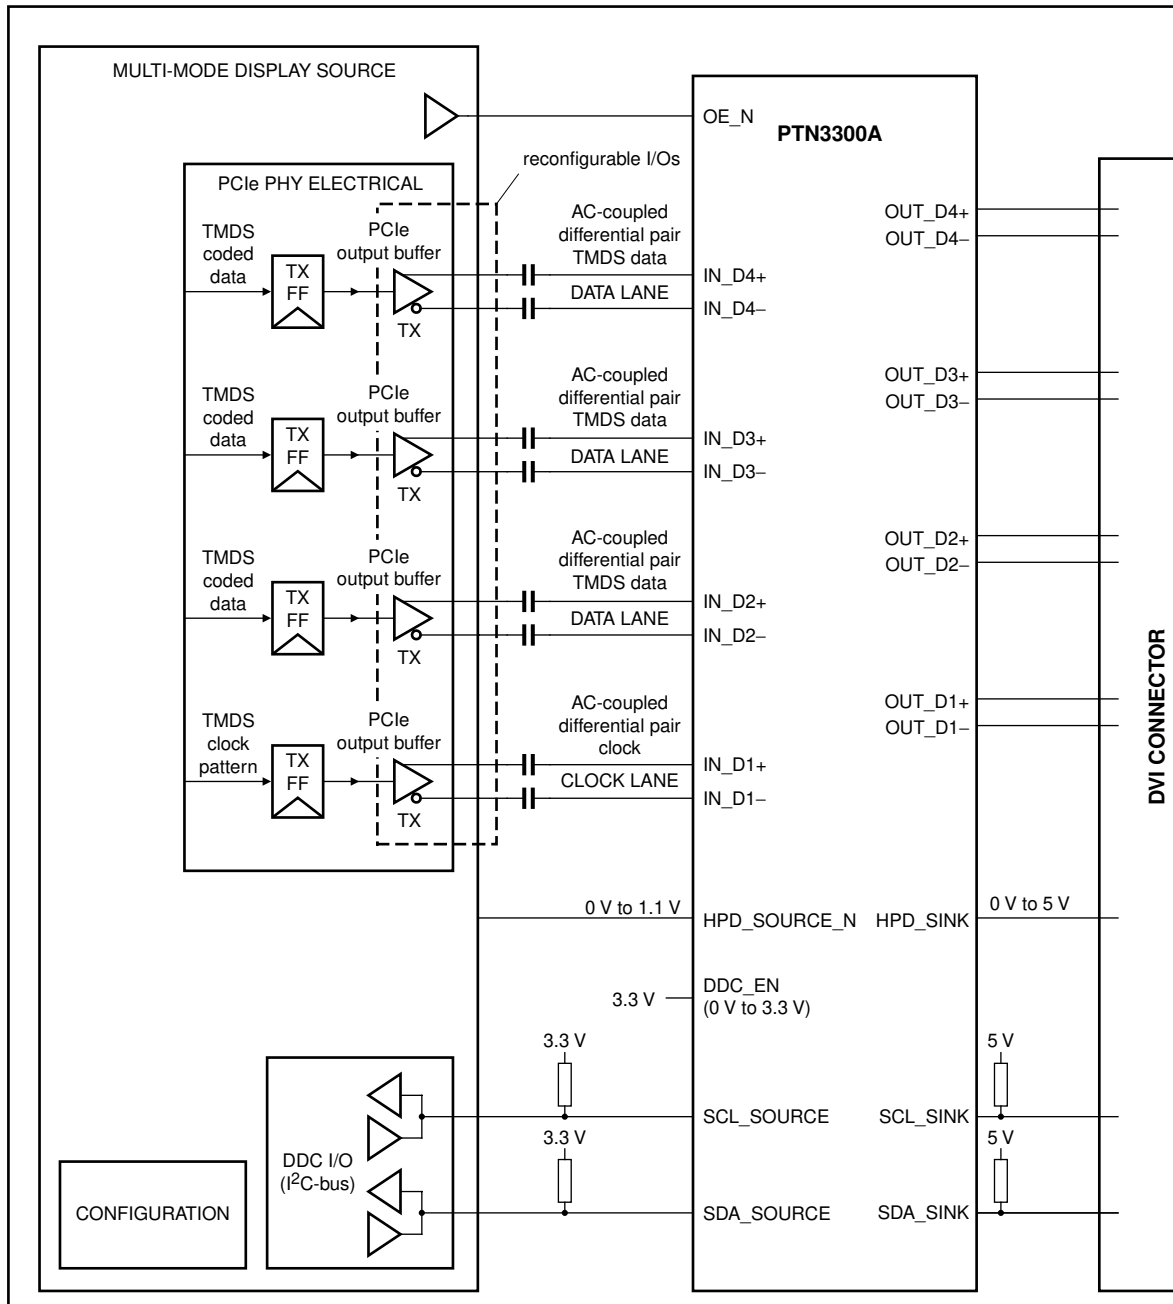 MULTI-MODE DISPLAY SOURCE
OE_N
PTN3300A
reconfigurable I/Os
PCIe PHY ELECTRICAL
TMDS
coded
data
TX
FF
PCIe
output buffer
TX
AC-coupled
differential pair
TMDS data
DATA LANE
IN_D4+
IN_D4−
OUT_D4+
OUT_D4−
TMDS
coded
data
TX
FF
PCIe
output buffer
TX
AC-coupled
differential pair
TMDS data
DATA LANE
IN_D3+
IN_D3−
OUT_D3+
OUT_D3−
TMDS
coded
data
TX
FF
PCIe
output buffer
TX
AC-coupled
differential pair
TMDS data
DATA LANE
IN_D2+
IN_D2−
OUT_D2+
OUT_D2−
TMDS
clock
pattern
TX
FF
PCIe
output buffer
TX
AC-coupled
differential pair
clock
CLOCK LANE
IN_D1+
IN_D1−
OUT_D1+
OUT_D1−
DVI CONNECTOR
0 V to 1.1 V
HPD_SOURCE_N
HPD_SINK
0 V to 5 V
3.3 V
DDC_EN
(0 V to 3.3 V)
3.3 V
5 V
SCL_SOURCE
SCL_SINK
3.3 V
5 V
DDC I/O
(I²C-bus)
SDA_SOURCE
SDA_SINK
CONFIGURATION